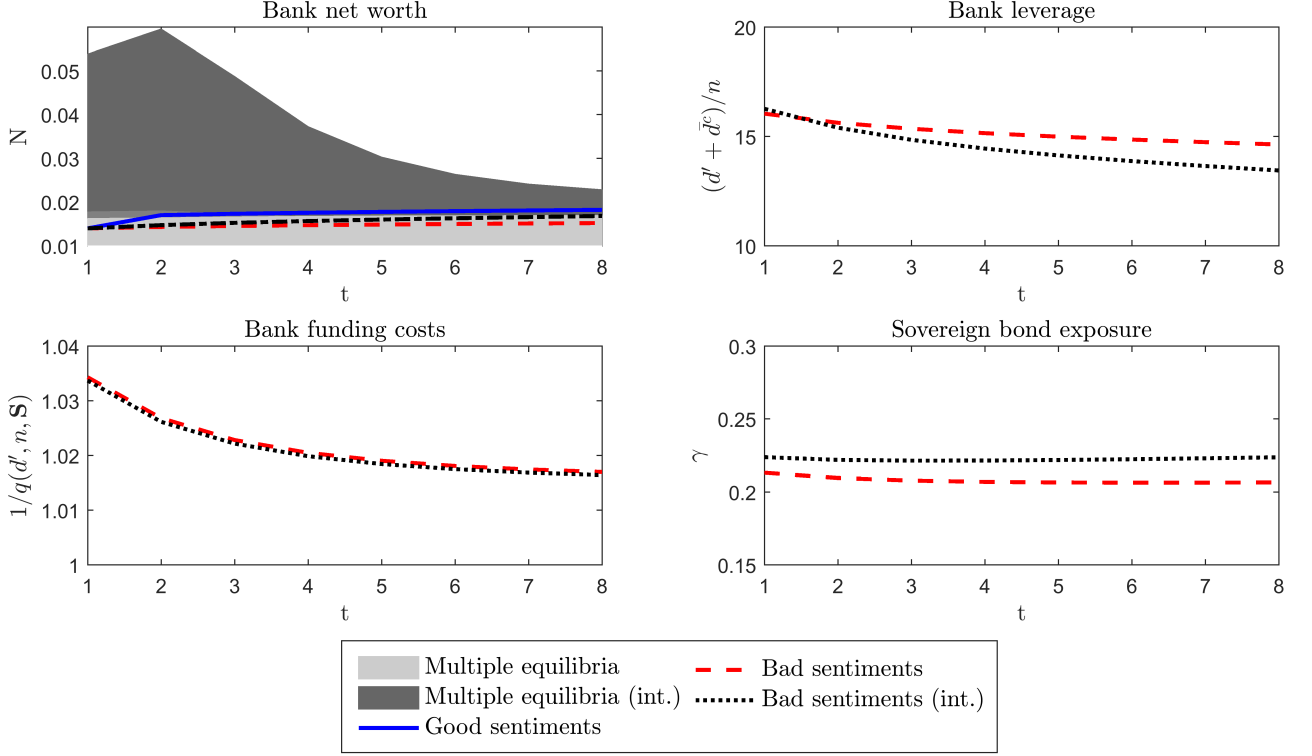 Bank net worth
N
0.05
0.04
0.03
0.02
0.01
1 2 3 4 5 6 7 8
t
Bank leverage
(d′ + d̄ᶜ)/n
20
15
10
1 2 3 4 5 6 7 8
t
Bank funding costs
1/q(d′, n, S)
1.04
1.03
1.02
1.01
1
1 2 3 4 5 6 7 8
t
Sovereign bond exposure
γ
0.3
0.25
0.2
0.15
1 2 3 4 5 6 7 8
t
Multiple equilibria
Multiple equilibria (int.)
Good sentiments
Bad sentiments
Bad sentiments (int.)